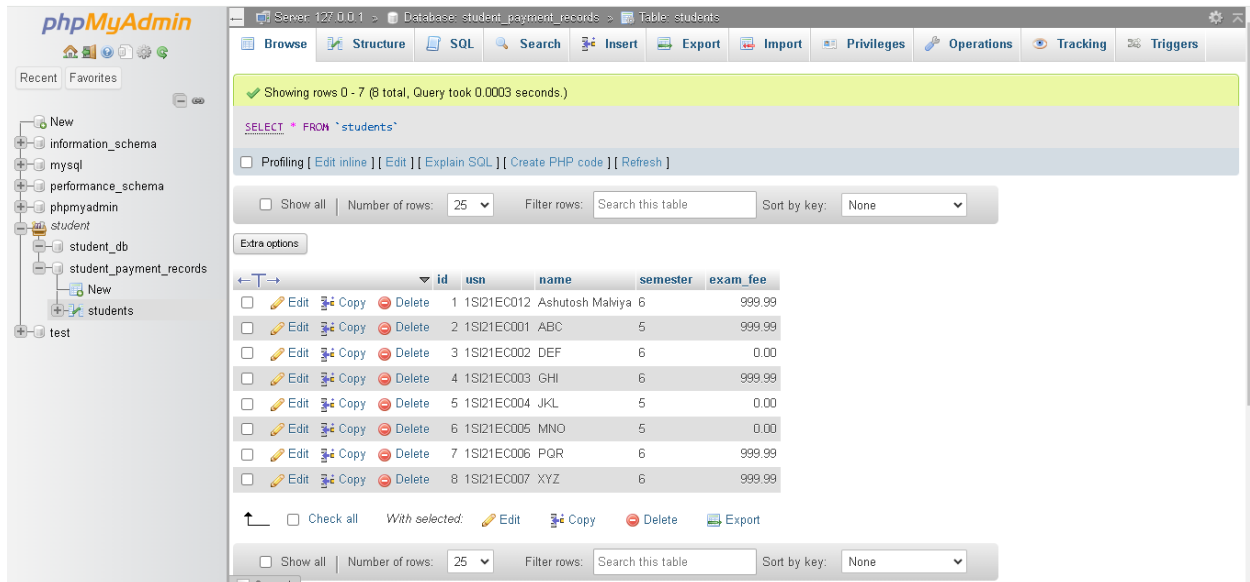 phpMyAdmin
Recent Favorites
New
information_schema
mysql
performance_schema
phpmyadmin
student
student_db
student_payment_records
New
students
test
Server: 127.0.0.1 » Database: student_payment_records » Table: students
Browse Structure SQL Search Insert Export Import Privileges Operations Tracking Triggers
Showing rows 0 - 7 (8 total, Query took 0.0003 seconds.)
SELECT * FROM `students`
Profiling [ Edit inline ] [ Edit ] [ Explain SQL ] [ Create PHP code ] [ Refresh ]
Show all | Number of rows: 25 Filter rows: Search this table Sort by key: None
Extra options
←T→ id usn name semester exam_fee
Edit Copy Delete 1 1SI21EC012 Ashutosh Malviya 6 999.99
Edit Copy Delete 2 1SI21EC001 ABC 5 999.99
Edit Copy Delete 3 1SI21EC002 DEF 6 0.00
Edit Copy Delete 4 1SI21EC003 GHI 6 999.99
Edit Copy Delete 5 1SI21EC004 JKL 5 0.00
Edit Copy Delete 6 1SI21EC005 MNO 5 0.00
Edit Copy Delete 7 1SI21EC006 PQR 6 999.99
Edit Copy Delete 8 1SI21EC007 XYZ 6 999.99
Check all With selected: Edit Copy Delete Export
Show all | Number of rows: 25 Filter rows: Search this table Sort by key: None